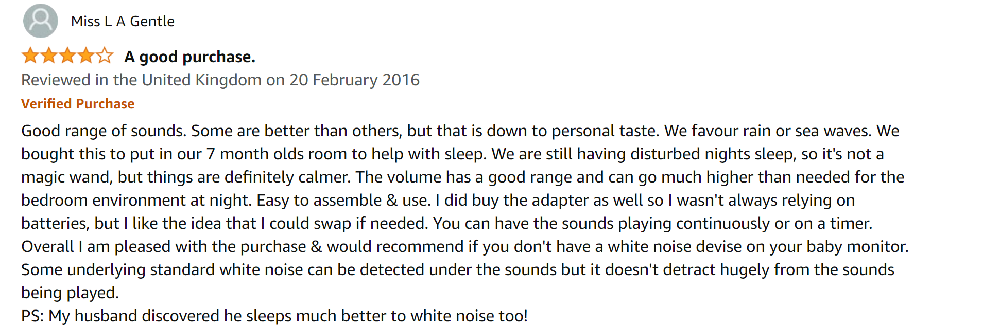 Miss L A Gentle
A good purchase.
Reviewed in the United Kingdom on 20 February 2016
Verified Purchase
Good range of sounds. Some are better than others, but that is down to personal taste. We favour rain or sea waves. We
bought this to put in our 7 month olds room to help with sleep. We are still having disturbed nights sleep, so it's not a
magic wand, but things are definitely calmer. The volume has a good range and can go much higher than needed for the
bedroom environment at night. Easy to assemble & use. I did buy the adapter as well so I wasn't always relying on
batteries, but I like the idea that I could swap if needed. You can have the sounds playing continuously or on a timer.
Overall I am pleased with the purchase & would recommend if you don't have a white noise devise on your baby monitor.
Some underlying standard white noise can be detected under the sounds but it doesn't detract hugely from the sounds
being played.
PS: My husband discovered he sleeps much better to white noise too!